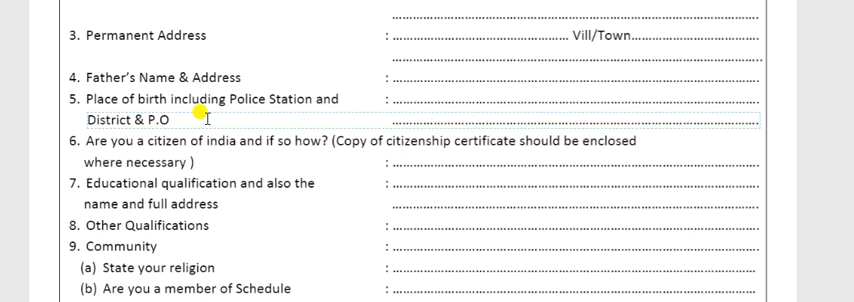 ........................................................................................
3. Permanent Address : .......................................... Vill/Town...............................
.........................................................................................
4. Father's Name & Address : ........................................................................................
5. Place of birth including Police Station and : ........................................................................................
District & P.O ........................................................................................
6. Are you a citizen of india and if so how? (Copy of citizenship certificate should be enclosed
where necessary ) : ........................................................................................
7. Educational qualification and also the : ........................................................................................
name and full address ........................................................................................
8. Other Qualifications : ........................................................................................
9. Community : ........................................................................................
(a) State your religion : .......................................................................................
(b) Are you a member of Schedule : .......................................................................................